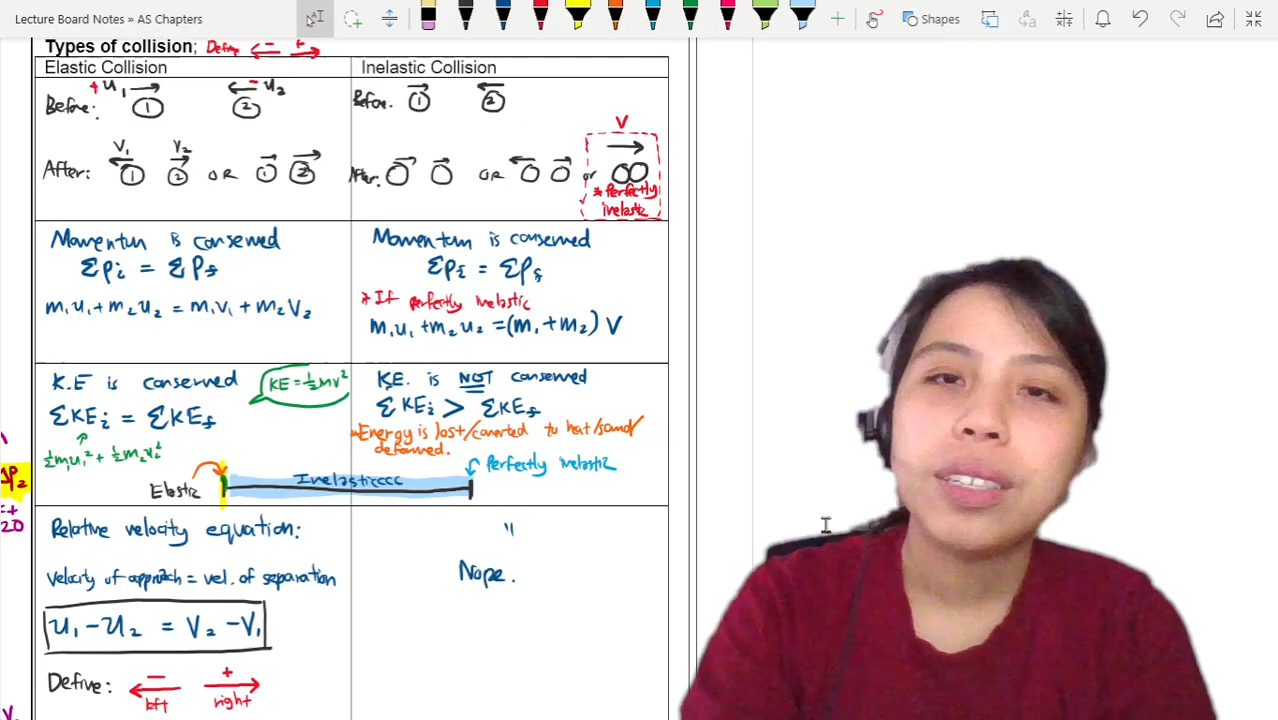 Lecture Board Notes » AS Chapters
Shapes
Types of collision; Define - +
Elastic Collision
Inelastic Collision
+ u₁ - u₂
Before: 1 2
Before. 1 2
V₁ V₂
After: 1 2 OR 1 2
After: OR or
V
* Perfectly
inelastic
Momentum is conserved
Σpi = Σpf
m₁u₁+m₂u₂ = m₁v₁+m₂v₂
Momentum is conserved
Σpi = Σpf
* If perfectly inelastic
m₁u₁+m₂u₂ =(m₁+m₂) V
K.E is conserved
KE=½mv²
ΣKEi = ΣKEf
½m₁u₁² + ½m₂u₂²
KE. is NOT conserved
ΣKEi > ΣKEf
* Energy is lost/converted to heat/sound/
deformed.
Elastic
Inelasticccc
Perfectly inelastic
Relative velocity equation:
velocity of approach = vel. of separation
u₁-u₂ = v₂-v₁
"
Nope.
Define: - +
left right
20